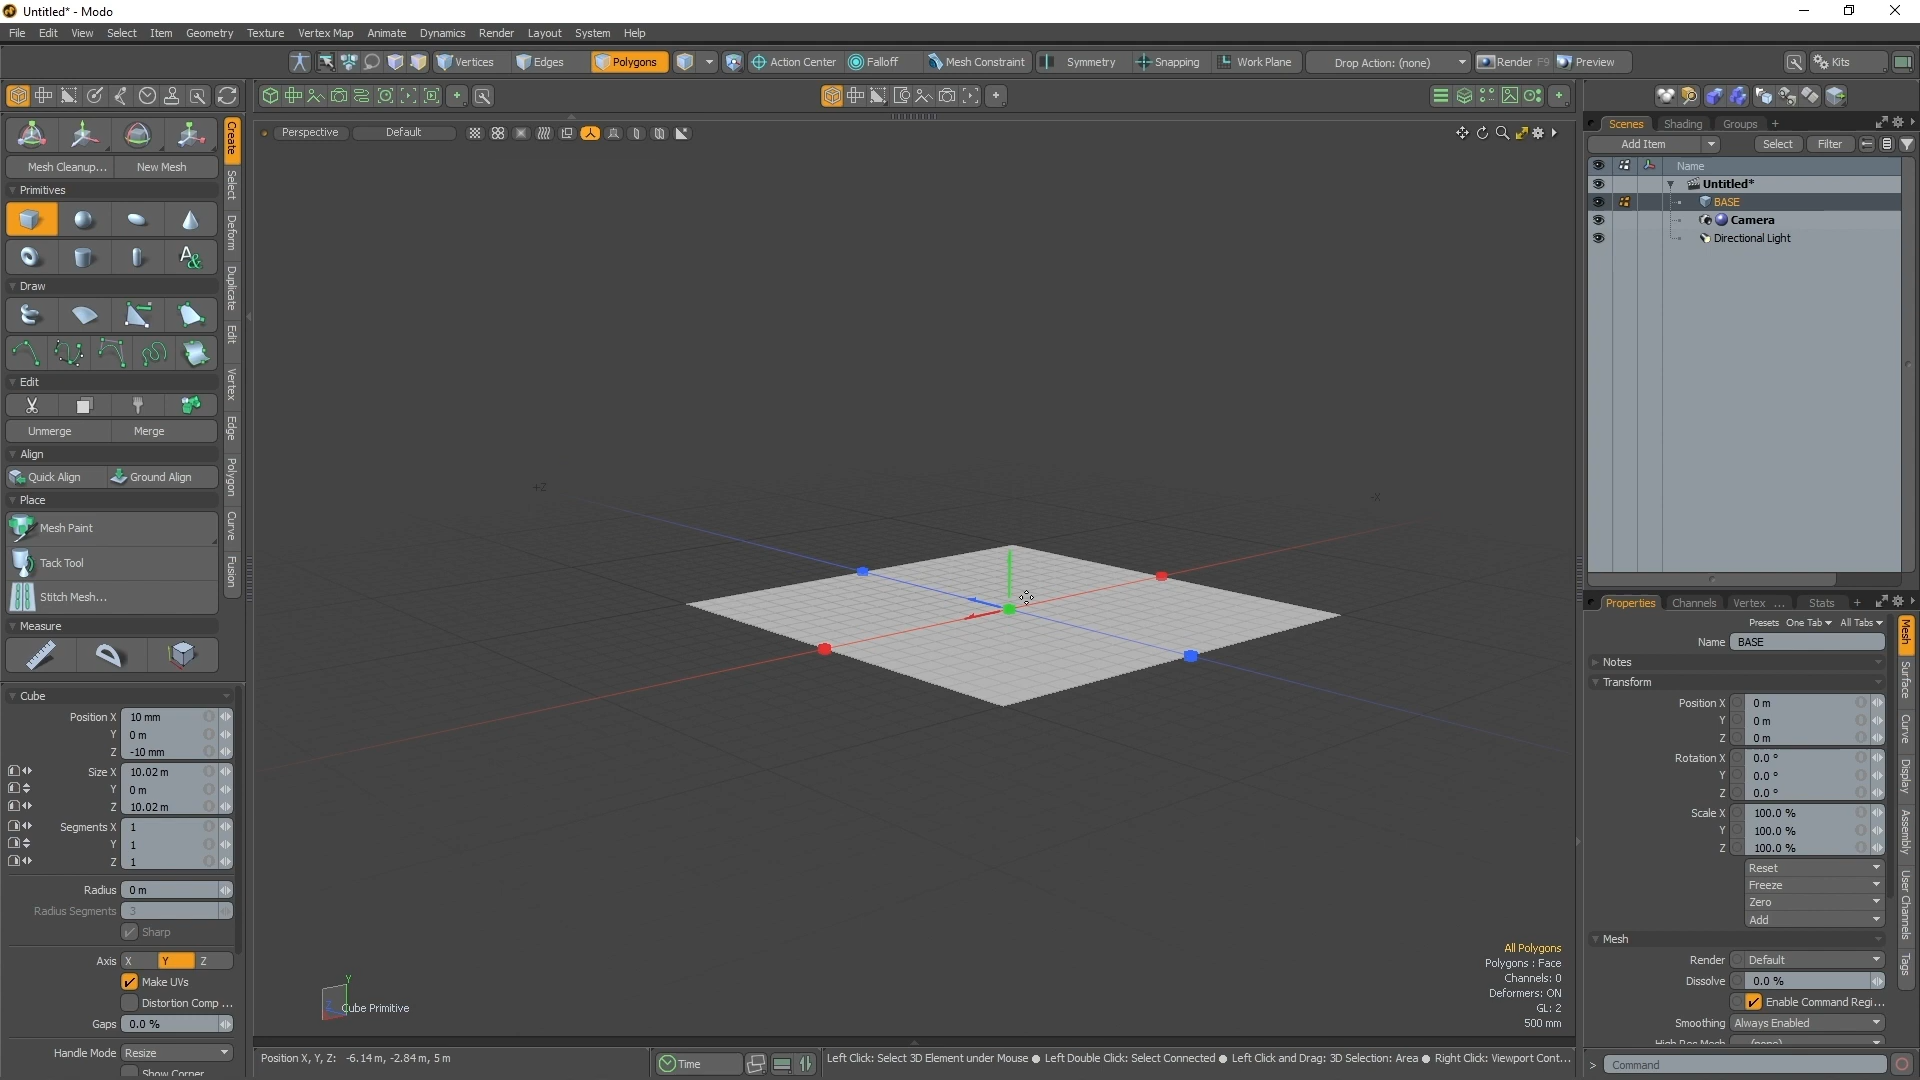 Untitled* - Modo
File Edit View Select Item Geometry Texture Vertex Map Animate Dynamics Render Layout System Help
Vertices Edges Polygons Action Center Falloff Mesh Constraint Symmetry Snapping Work Plane Drop Action: (none) Render F9 Preview Kits
Perspective Default
Scenes Shading Groups +
Add Item Select Filter
Name
Untitled*
BASE
Camera
Directional Light
Mesh Cleanup... New Mesh
Primitives
Draw
Edit
Unmerge Merge
Align
Quick Align Ground Align
Place
Mesh Paint
Tack Tool
Stitch Mesh...
Measure
Create
Select
Deform
Duplicate
Edit
Vertex
Edge
Polygon
Curve
Fusion
Cube
Position X 10 mm
Y 0 m
Z -10 mm
Size X 10.02 m
Y 0 m
Z 10.02 m
Segments X 1
Y 1
Z 1
Radius 0 m
Radius Segments 3
Sharp
Axis X Y Z
Make UVs
Distortion Comp ...
Gaps 0.0 %
Handle Mode Resize
Show Corner
+Z
-X
Y
Z
Cube Primitive
All Polygons
Polygons : Face
Channels: 0
Deformers: ON
GL: 2
500 mm
Properties Channels Vertex ... Stats +
Presets One Tab All Tabs
Name BASE
Notes
Transform
Position X 0 m
Y 0 m
Z 0 m
Rotation X 0.0 °
Y 0.0 °
Z 0.0 °
Scale X 100.0 %
Y 100.0 %
Z 100.0 %
Reset
Freeze
Zero
Add
Mesh
Render Default
Dissolve 0.0 %
Enable Command Regi...
Smoothing Always Enabled
High Res Mesh (none)
Mesh
Surface
Curve
Display
Assembly
User Channels
Tags
Position X, Y, Z: -6.14 m, -2.84 m, 5 m
Time
Left Click: Select 3D Element under Mouse ● Left Double Click: Select Connected ● Left Click and Drag: 3D Selection: Area ● Right Click: Viewport Cont...
> Command